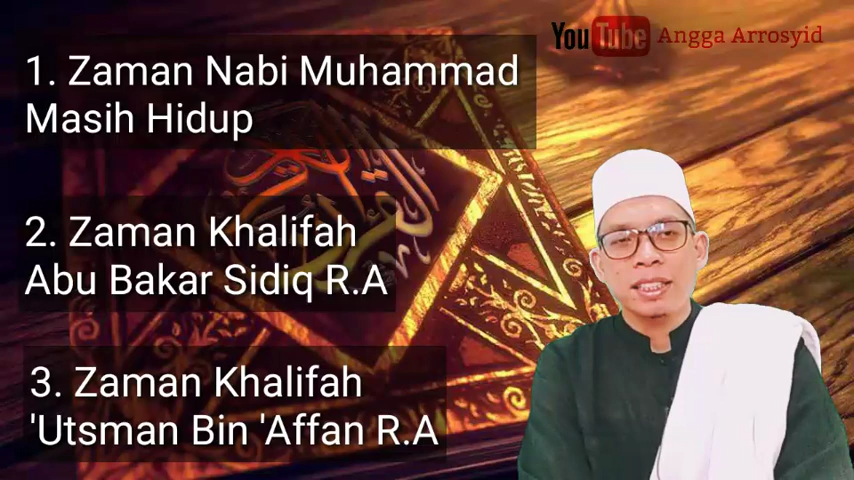 YouTube Angga Arrosyid
1. Zaman Nabi Muhammad
Masih Hidup
2. Zaman Khalifah
Abu Bakar Sidiq R.A
3. Zaman Khalifah
'Utsman Bin 'Affan R.A